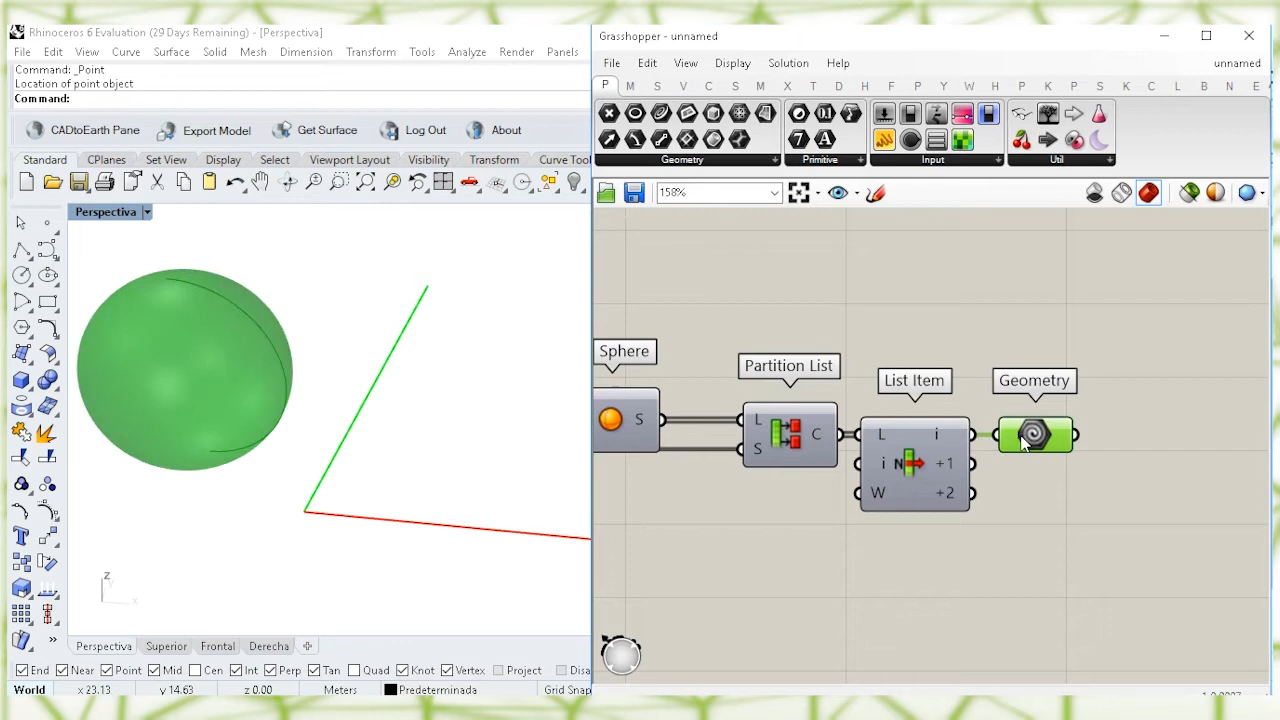 Rhinoceros 6 Evaluation (29 Days Remaining) - [Perspectiva]
File Edit View Curve Surface Solid Mesh Dimension Transform Tools Analyze Render Panels
Command: _Point
Location of point object
Command:
CADtoEarth Pane Export Model Get Surface Log Out About
Standard CPlanes Set View Display Select Viewport Layout Visibility Transform Curve Too
Perspectiva
z
y
x
Perspectiva Superior Frontal Derecha
End Near Point Mid Cen Int Perp Tan Quad Knot Vertex Project Disa
World x 23.13 y 14.63 z 0.00 Meters Predeterminada Grid Snap
Grasshopper - unnamed
File Edit View Display Solution Help unnamed
P M S V C S M I X T D L H F M A W H L C V G E P K P S K C L B N E
Geometry Primitive Input Util
158%
Sphere
Partition List
List Item
Geometry
S
L
S
C
L i
i N +1
W +2